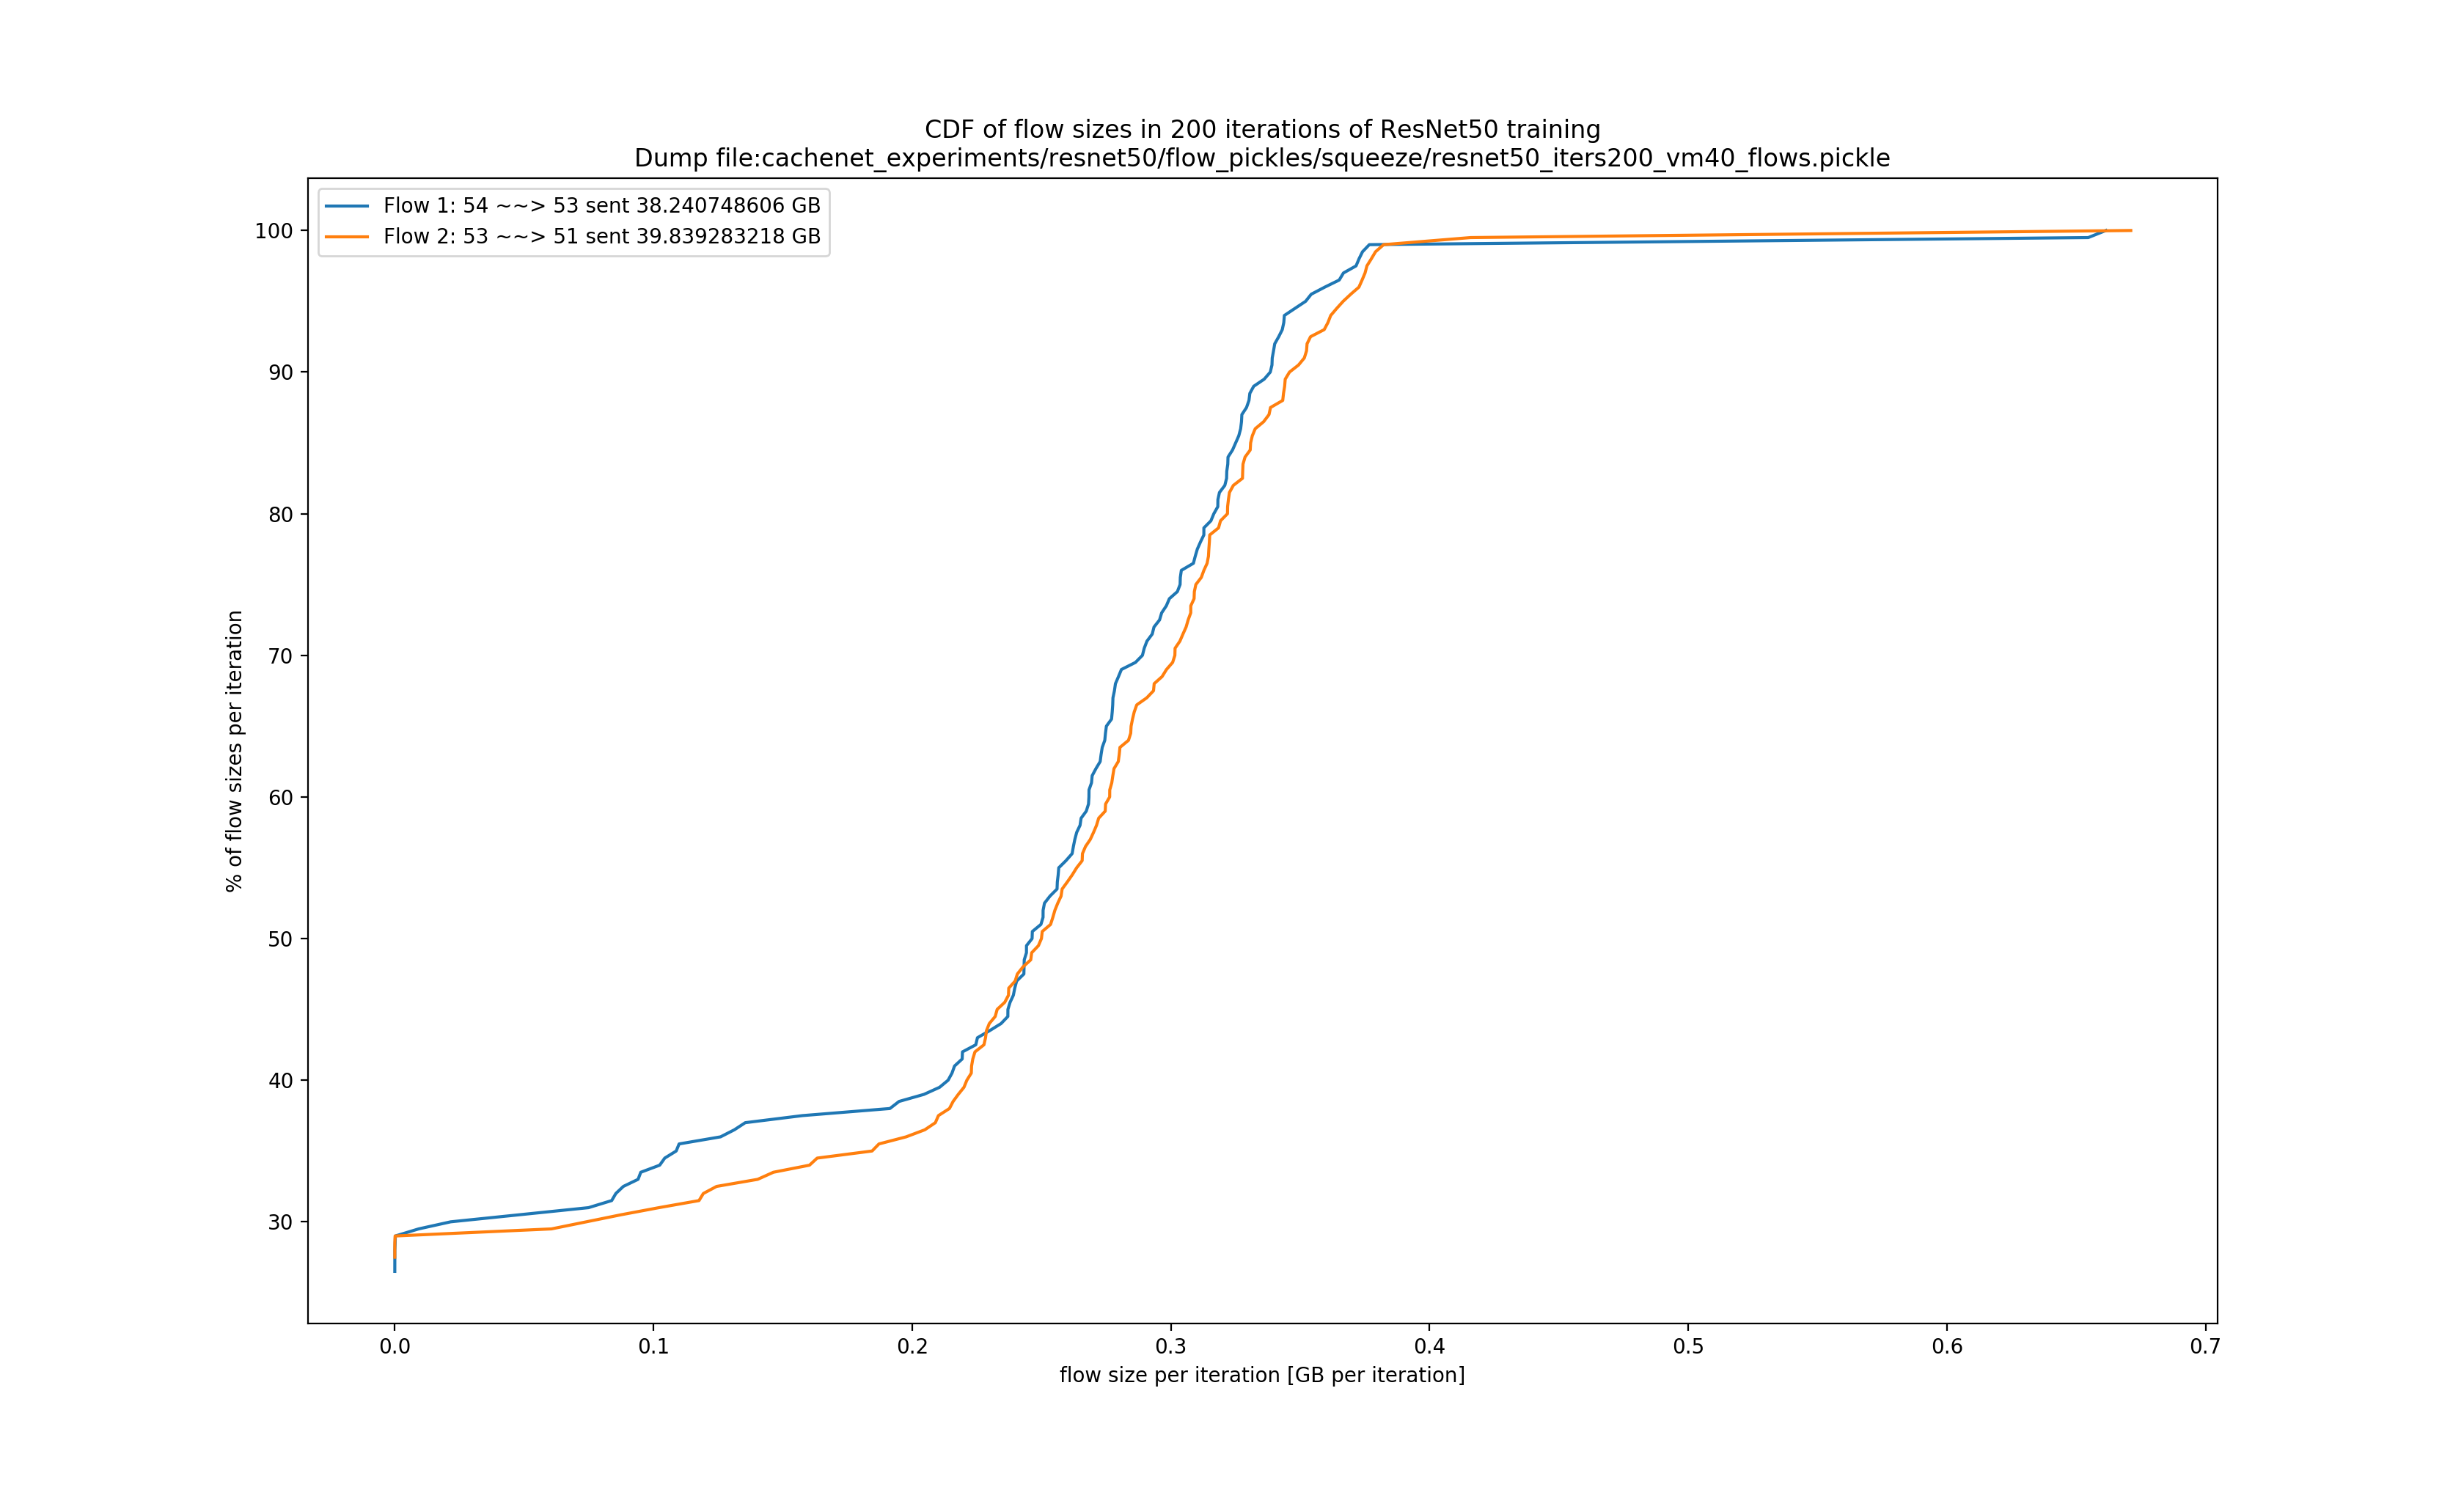 CDF of flow sizes in 200 iterations of ResNet50 training
Dump file:cachenet_experiments/resnet50/flow_pickles/squeeze/resnet50_iters200_vm40_flows.pickle
Flow 1: 54 ~~> 53 sent 38.240748606 GB
Flow 2: 53 ~~> 51 sent 39.839283218 GB
100
90
80
70
60
50
40
30
% of flow sizes per iteration
0.0 0.1 0.2 0.3 0.4 0.5 0.6 0.7
flow size per iteration [GB per iteration]